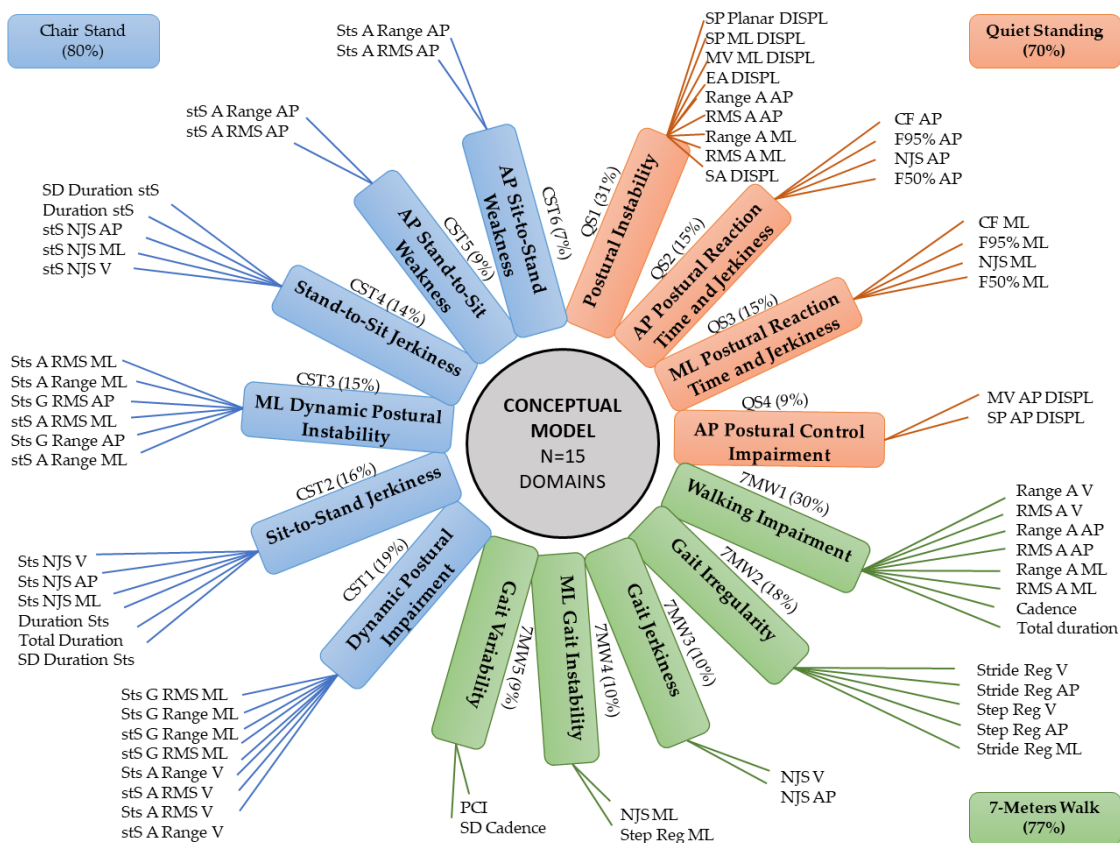 Chair Stand
(80%)
Quiet Standing
(70%)
7-Meters Walk
(77%)
CONCEPTUAL
MODEL
N=15
DOMAINS
QS1 (31%)
Postural Instability
SP Planar DISPL
SP ML DISPL
MV ML DISPL
EA DISPL
Range A AP
RMS A AP
Range A ML
RMS A ML
SA DISPL
QS2 (15%)
AP Postural Reaction
Time and Jerkiness
CF AP
F95% AP
NJS AP
F50% AP
QS3 (15%)
ML Postural Reaction
Time and Jerkiness
CF ML
F95% ML
NJS ML
F50% ML
QS4 (9%)
AP Postural Control
Impairment
MV AP DISPL
SP AP DISPL
7MW1 (30%)
Walking Impairment
Range A V
RMS A V
Range A AP
RMS A AP
Range A ML
RMS A ML
Cadence
Total duration
7MW2 (18%)
Gait Irregularity
Stride Reg V
Stride Reg AP
Step Reg V
Step Reg AP
Stride Reg ML
7MW3 (10%)
Gait Jerkiness
NJS V
NJS AP
7MW4 (10%)
ML Gait Instability
NJS ML
Step Reg ML
7MW5 (9%)
Gait Variability
PCI
SD Cadence
CST1 (19%)
Dynamic Postural
Impairment
Sts G RMS ML
Sts G Range ML
stS G Range ML
stS G RMS ML
Sts A Range V
stS A RMS V
Sts A RMS V
stS A Range V
CST2 (16%)
Sit-to-Stand Jerkiness
Sts NJS V
Sts NJS AP
Sts NJS ML
Duration Sts
Total Duration
SD Duration Sts
CST3 (15%)
ML Dynamic Postural
Instability
Sts A RMS ML
Sts A Range ML
Sts G RMS AP
stS A RMS ML
Sts G Range AP
stS A Range ML
CST4 (14%)
Stand-to-Sit Jerkiness
SD Duration stS
Duration stS
stS NJS AP
stS NJS ML
stS NJS V
CST5 (9%)
AP Stand-to-Sit
Weakness
stS A Range AP
stS A RMS AP
CST6 (7%)
AP Sit-to-Stand
Weakness
Sts A Range AP
Sts A RMS AP